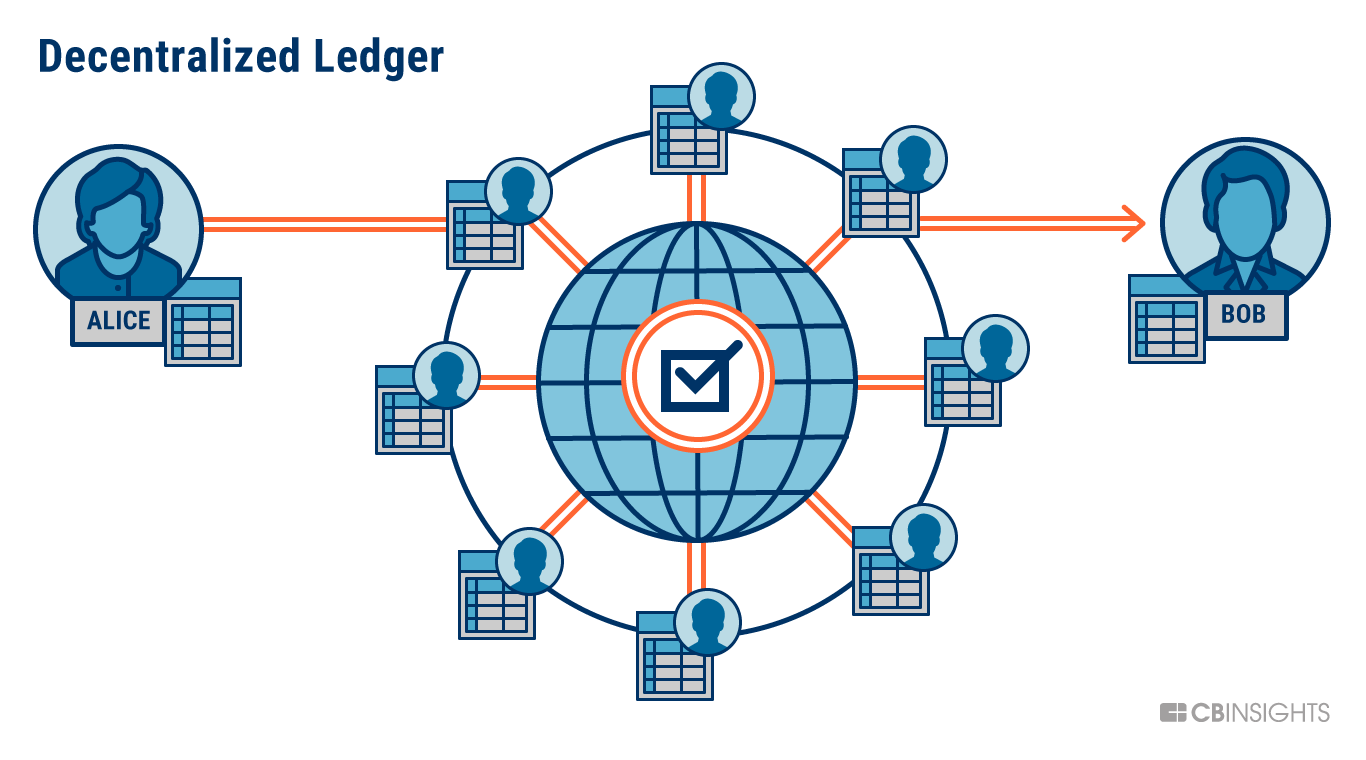 Decentralized Ledger
ALICE
BOB
CBINSIGHTS